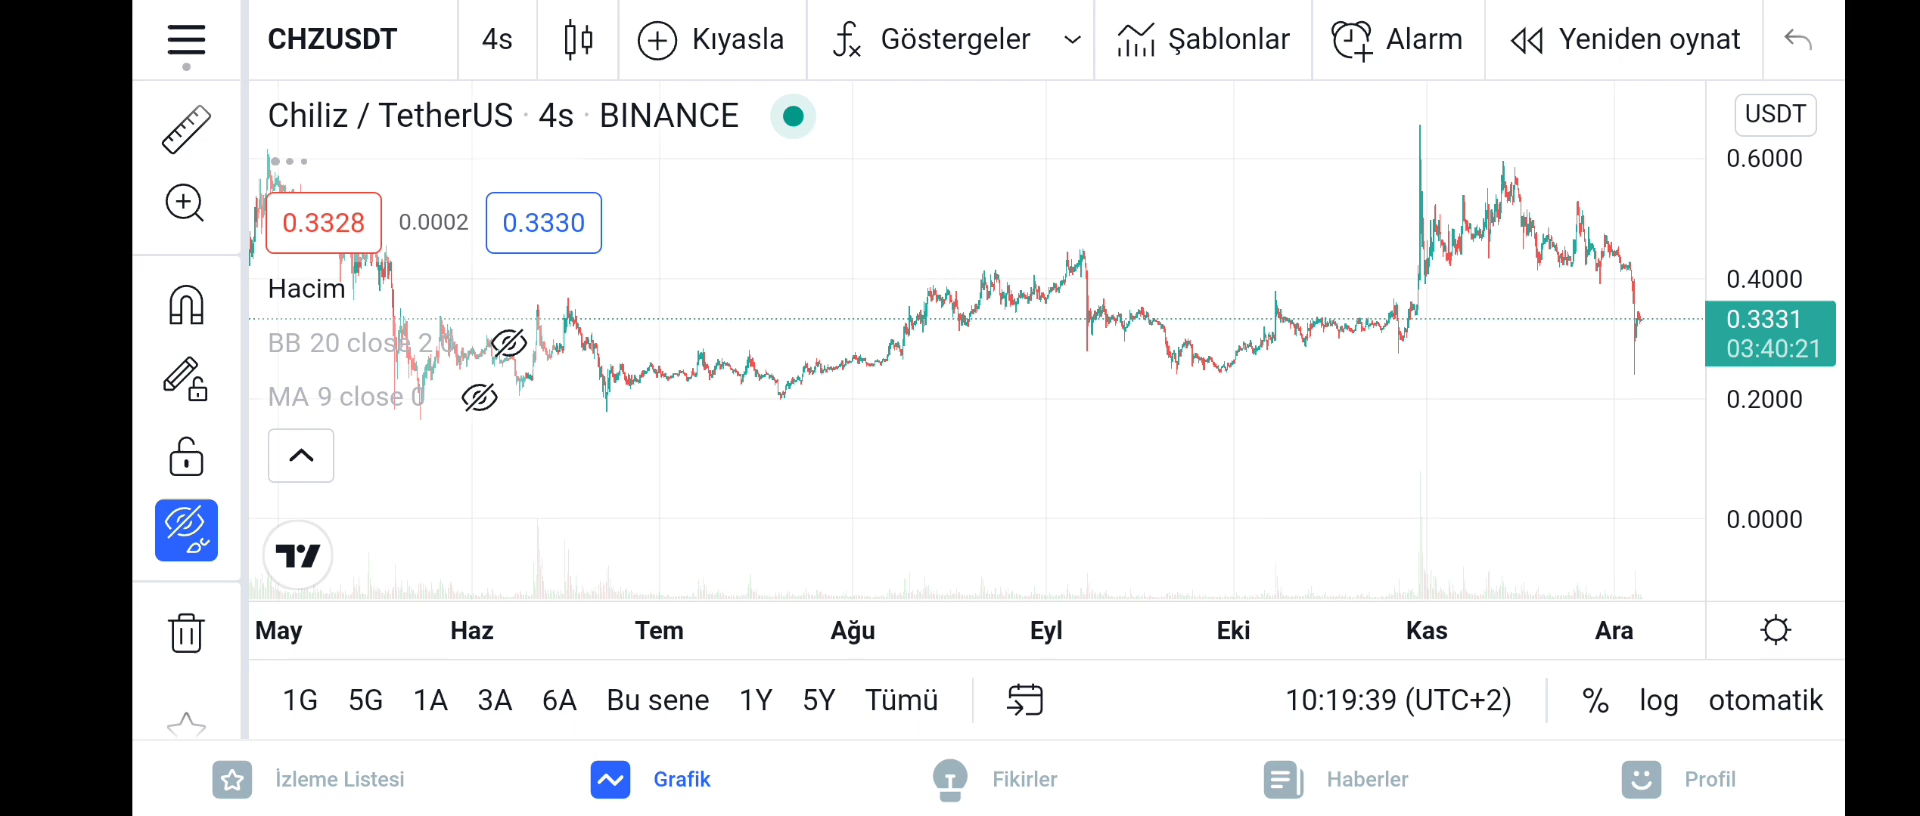 CHZUSDT 4s Kıyasla Göstergeler Şablonlar Alarm Yeniden oynat
Chiliz / TetherUS · 4s · BINANCE
USDT
0.6000
0.3328 0.0002 0.3330
Hacim
0.4000
0.3331
03:40:21
BB 20 close 2
MA 9 close 0
0.2000
0.0000
May Haz Tem Ağu Eyl Eki Kas Ara
1G 5G 1A 3A 6A Bu sene 1Y 5Y Tümü 10:19:39 (UTC+2) % log otomatik
İzleme Listesi Grafik Fikirler Haberler Profil